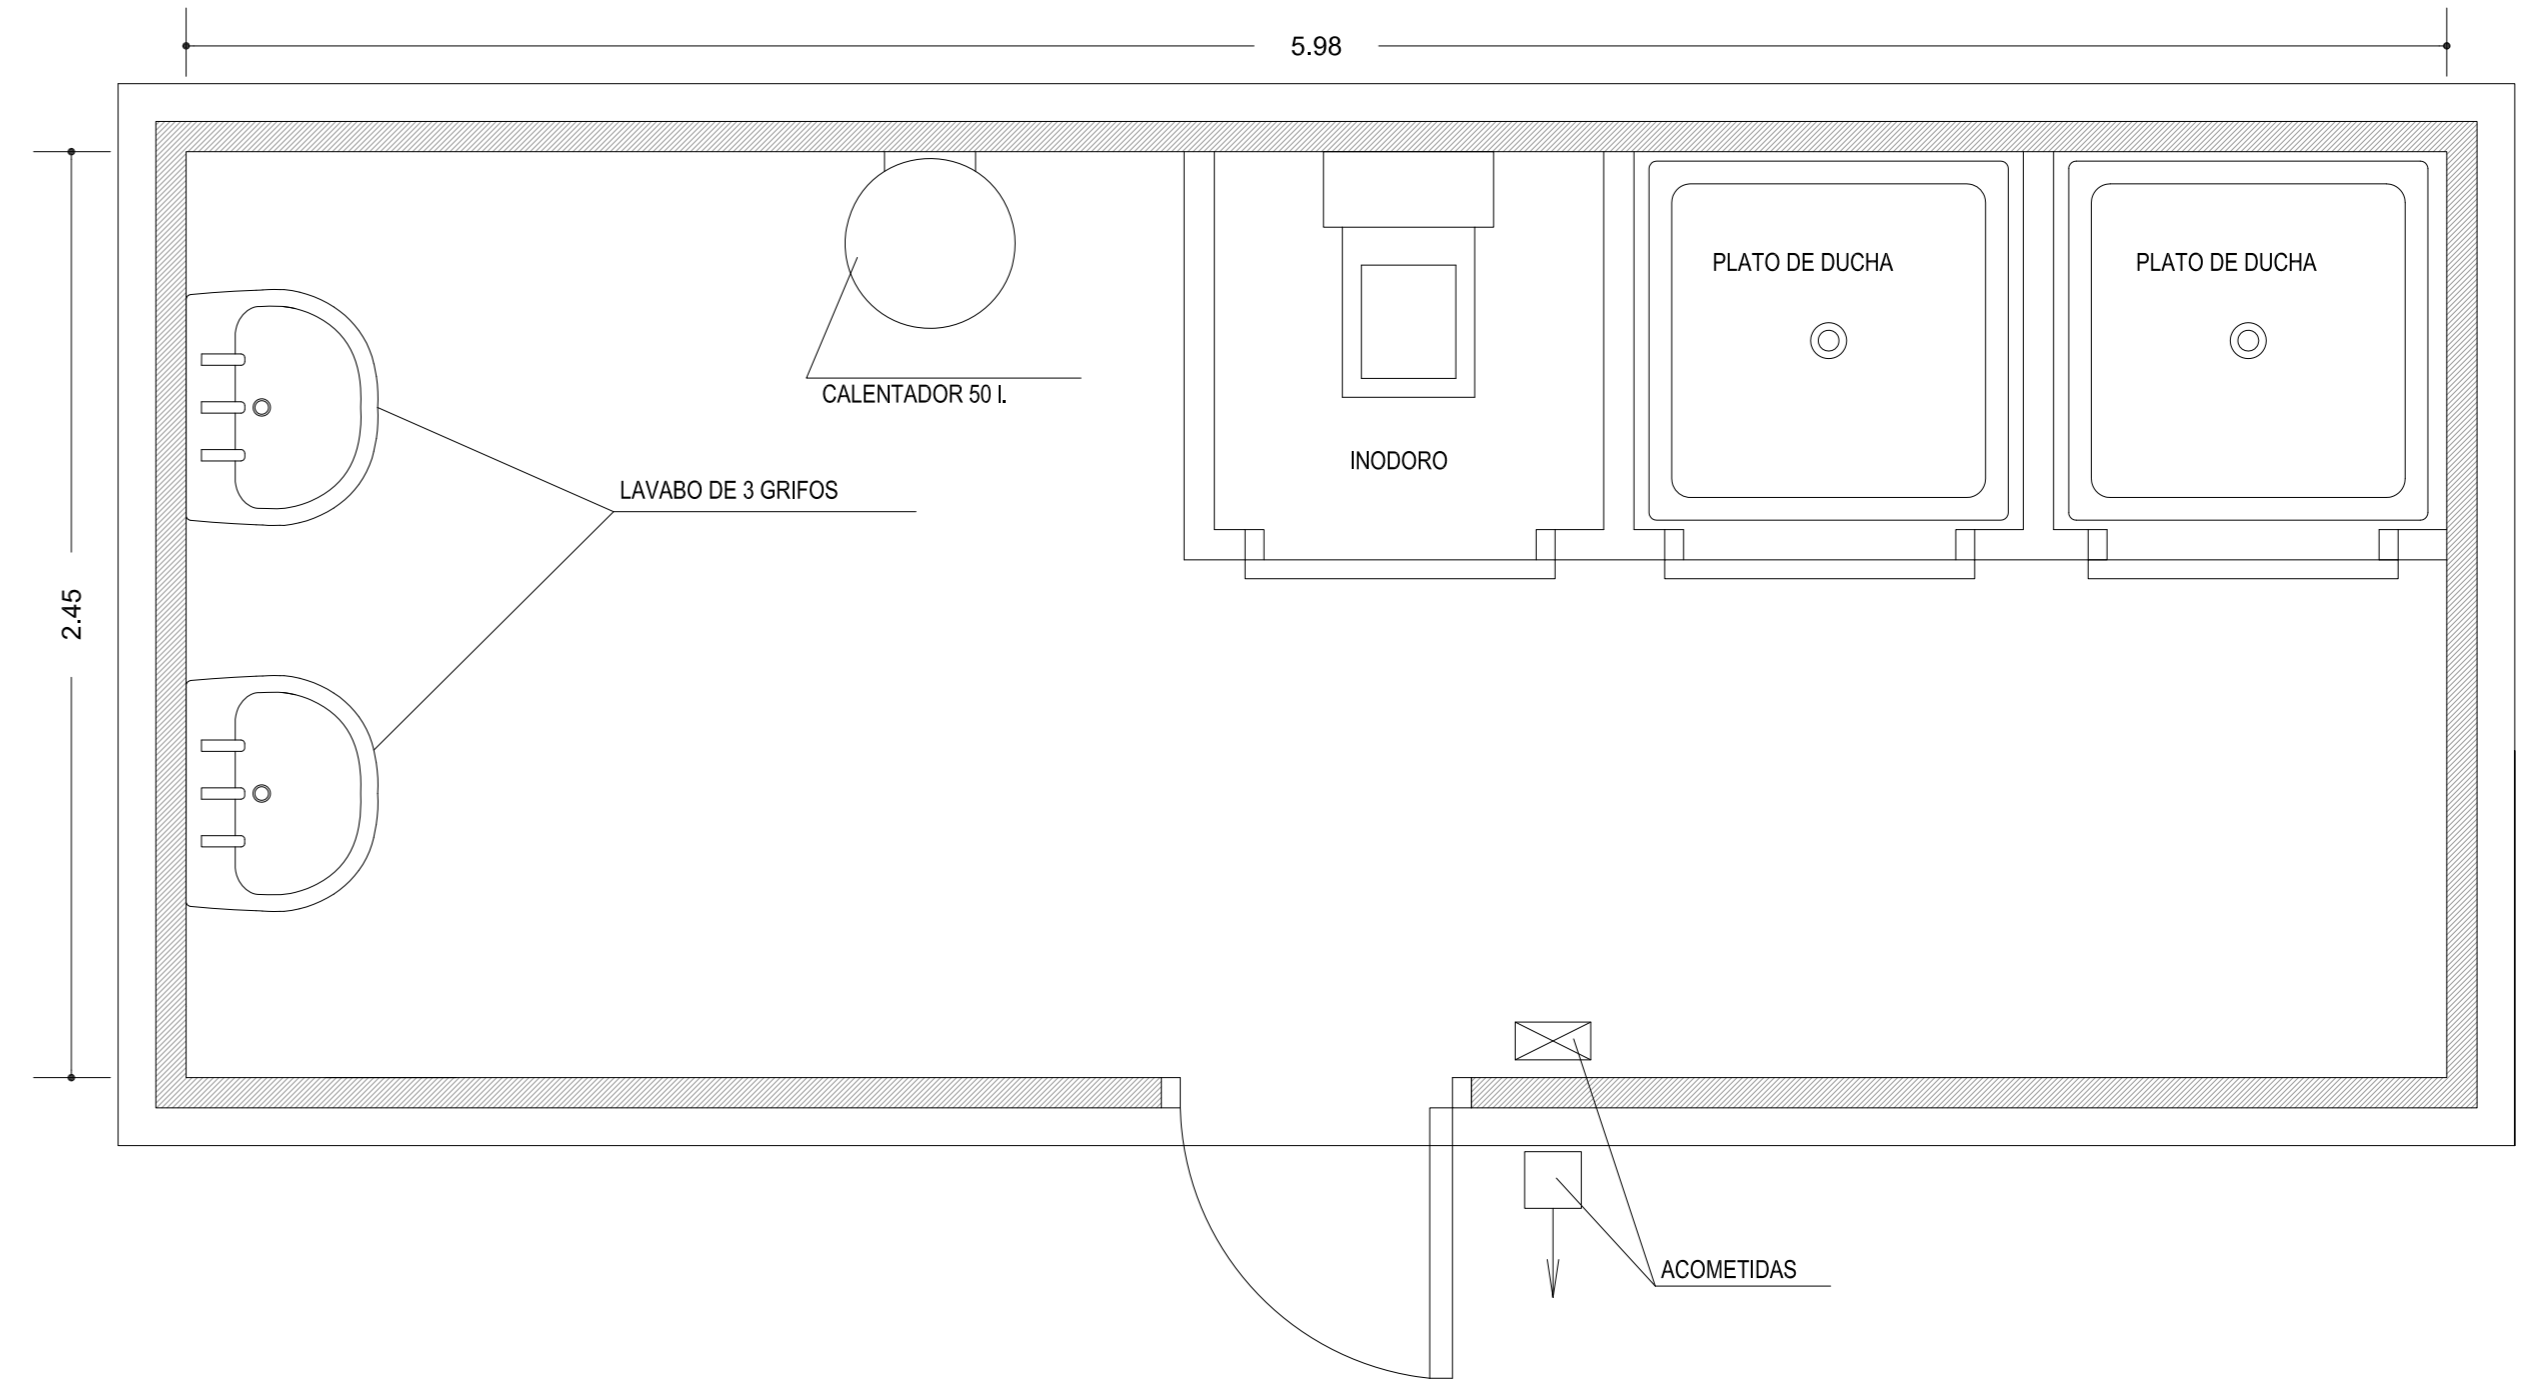 5.98
PLATO DE DUCHA
PLATO DE DUCHA
CALENTADOR 50 l.
INODORO
LAVABO DE 3 GRIFOS
2.45
ACOMETIDAS